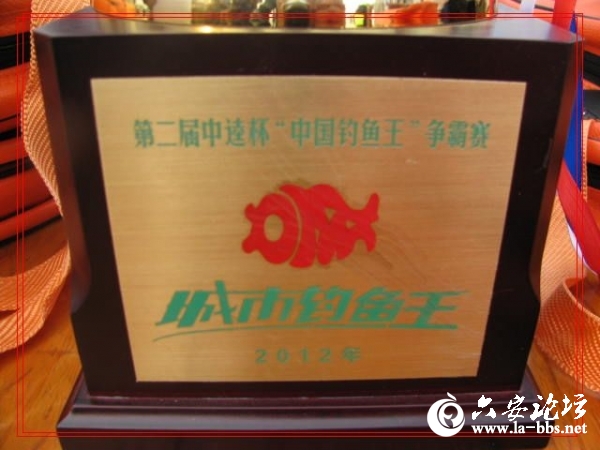 第二届中逵杯“中国钓鱼王”争霸赛
城市钓鱼王
2012年
六安论坛
www.la-bbs.net